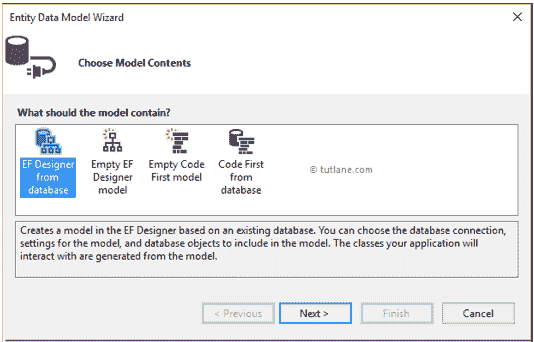 Entity Data Model Wizard
Choose Model Contents
What should the model contain?
EF Designer from database
Empty EF Designer model
Empty Code First model
Code First from database
© tutlane.com
Creates a model in the EF Designer based on an existing database. You can choose the database connection,
settings for the model, and database objects to include in the model. The classes your application will
interact with are generated from the model.
< Previous
Next >
Finish
Cancel